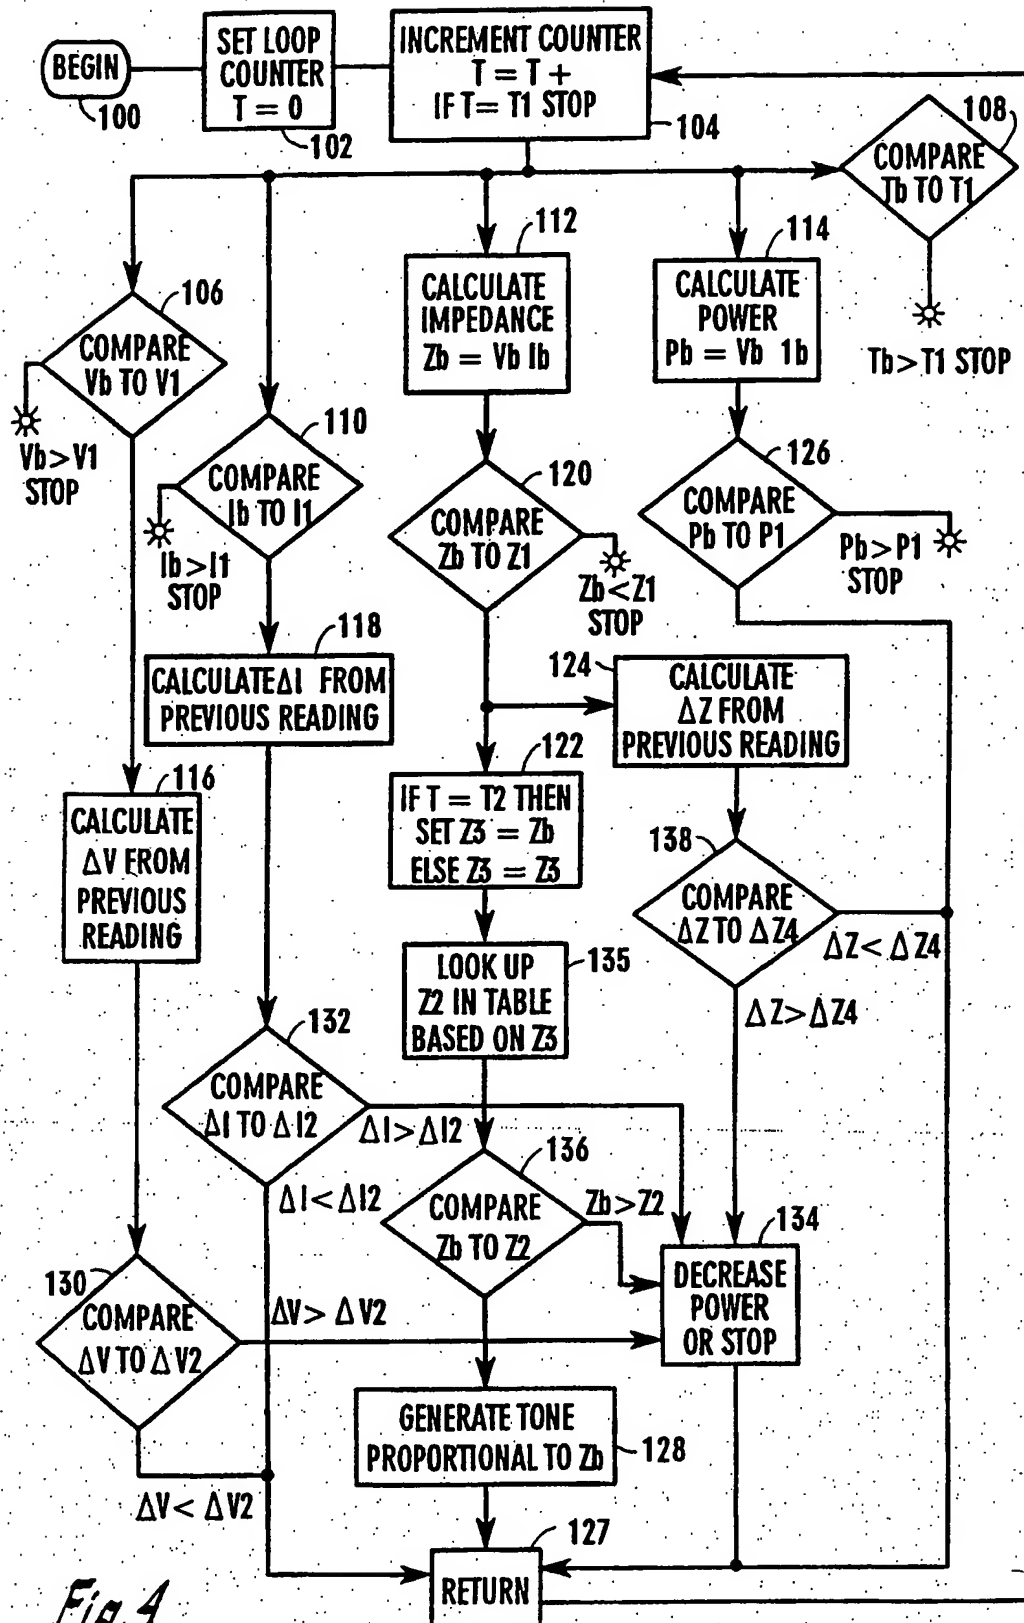 BEGIN
100
SET LOOP
COUNTER
T = 0
102
INCREMENT COUNTER
T = T +
IF T= T1 STOP
104
108
COMPARE
Tb TO T1
Tb>T1 STOP
106
COMPARE
Vb TO V1
Vb>V1
STOP
110
COMPARE
Ib TO I1
Ib>I1
STOP
112
CALCULATE
IMPEDANCE
Zb = Vb Ib
114
CALCULATE
POWER
Pb = Vb 1b
120
COMPARE
Zb TO Z1
Zb<Z1
STOP
126
COMPARE
Pb TO P1
Pb>P1
STOP
118
CALCULATE ΔI FROM
PREVIOUS READING
124
CALCULATE
ΔZ FROM
PREVIOUS READING
116
CALCULATE
ΔV FROM
PREVIOUS
READING
122
IF T = T2 THEN
SET Z3 = Zb
ELSE Z3 = Z3
138
COMPARE
ΔZ TO ΔZ4
ΔZ< ΔZ4
ΔZ> ΔZ4
LOOK UP
Z2 IN TABLE
BASED ON Z3
135
132
COMPARE
ΔI TO ΔI2
ΔI>ΔI2
ΔI<ΔI2
136
COMPARE
Zb TO Z2
Zb>Z2
134
DECREASE
POWER
OR STOP
130
COMPARE
ΔV TO ΔV2
ΔV> ΔV2
ΔV< ΔV2
GENERATE TONE
PROPORTIONAL TO Zb
128
127
RETURN
Fig. 4